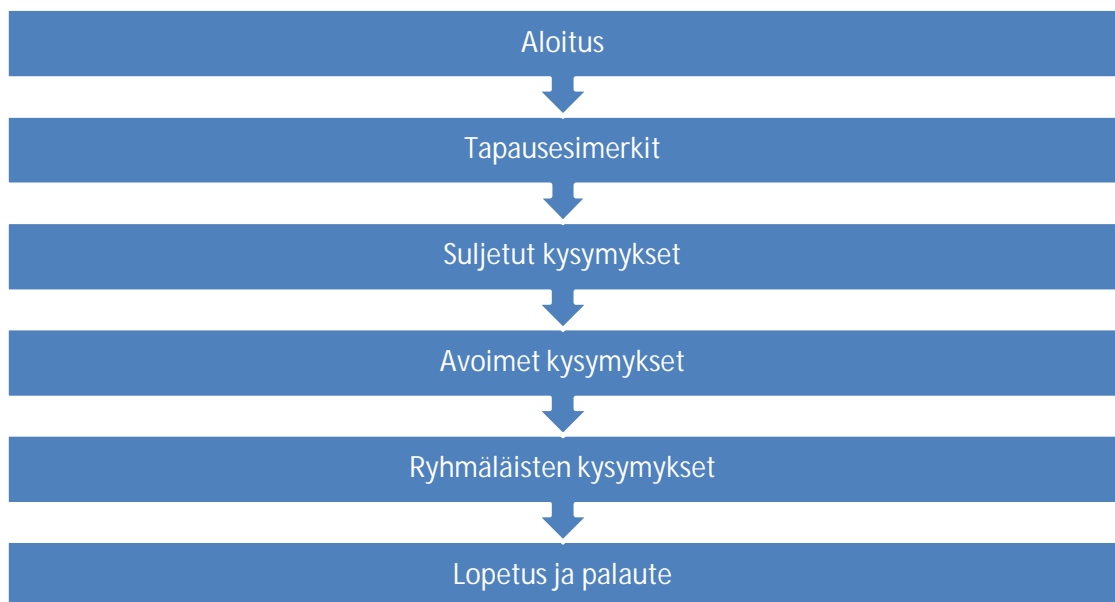 Aloitus
Tapausesimerkit
Suljetut kysymykset
Avoimet kysymykset
Ryhmäläisten kysymykset
Lopetus ja palaute